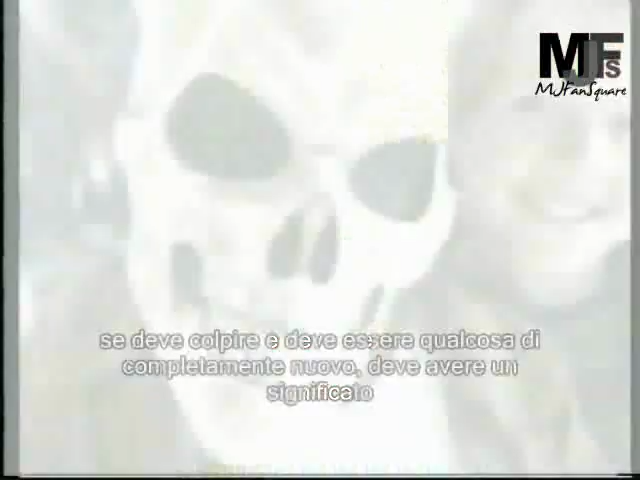 MJFs
MJFanSquare
se deve colpire e deve essere qualcosa di
completamente nuovo, deve avere un
significato